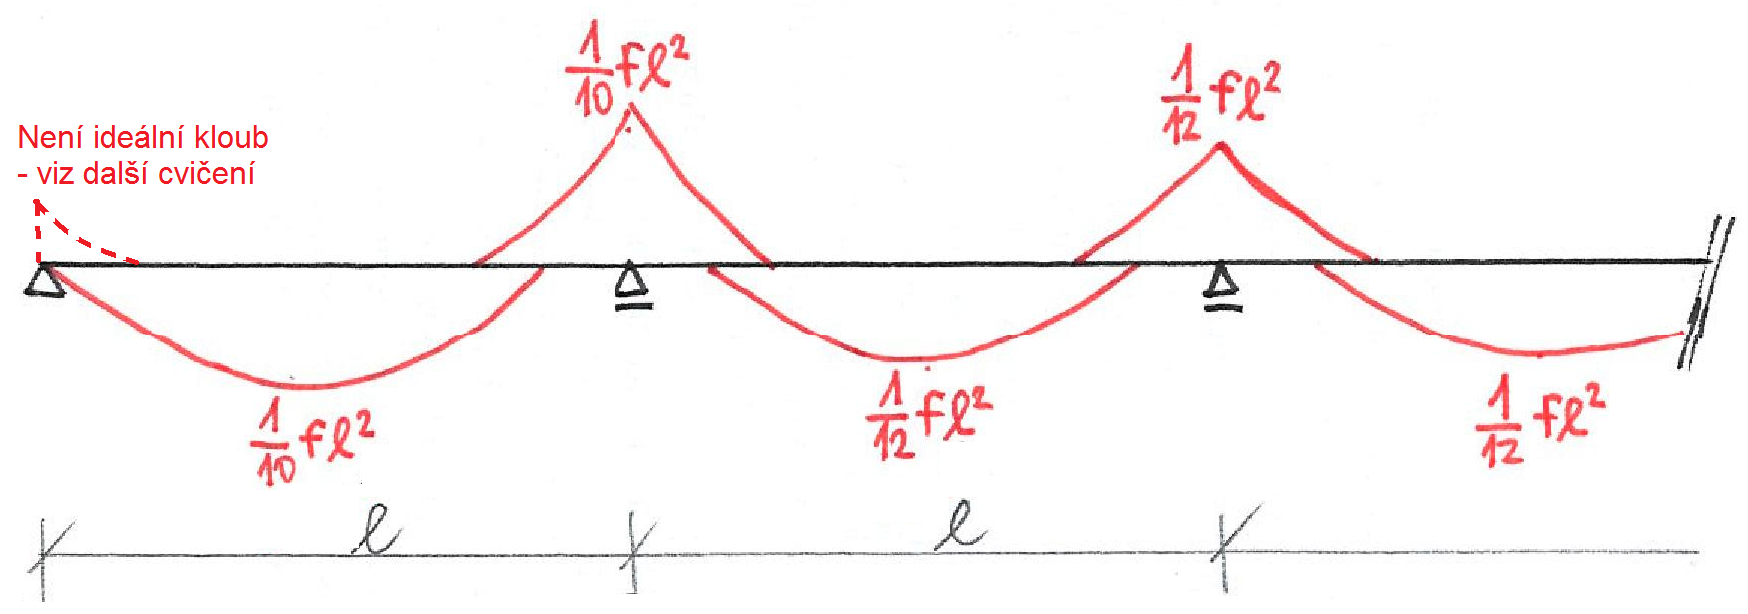 1/10 fl²
1/12 fl²
Není ideální kloub
- viz další cvičení
1/10 fl²
1/12 fl²
1/12 fl²
l
l